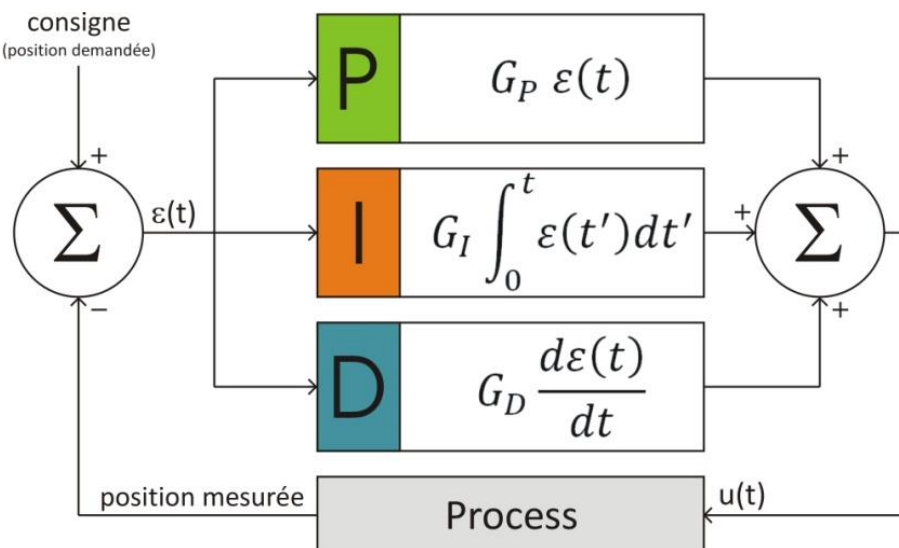 consigne
(position demandée)
+
Σ
−
ε(t)
P
G_P ε(t)
I
G_I ∫_0^t ε(t')dt'
D
G_D dε(t)/dt
+
+
+
Σ
position mesurée
Process
u(t)